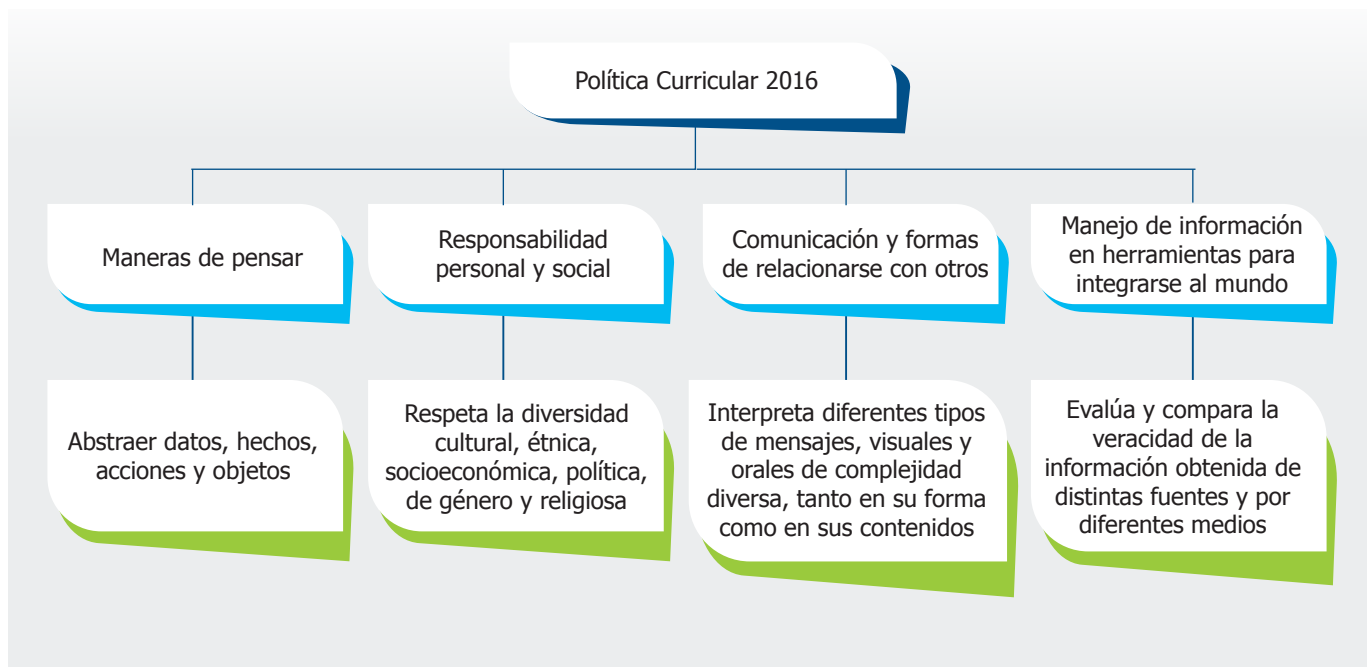 Política Curricular 2016
Maneras de pensar
Responsabilidad
personal y social
Comunicación y formas
de relacionarse con otros
Manejo de información
en herramientas para
integrarse al mundo
Abstraer datos, hechos,
acciones y objetos
Respeta la diversidad
cultural, étnica,
socioeconómica, política,
de género y religiosa
Interpreta diferentes tipos
de mensajes, visuales y
orales de complejidad
diversa, tanto en su forma
como en sus contenidos
Evalúa y compara la
veracidad de la
información obtenida de
distintas fuentes y por
diferentes medios